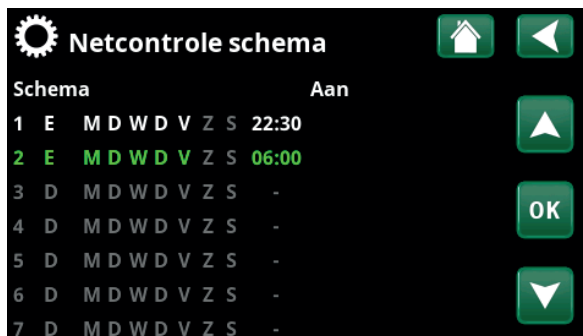 Netcontrole schema
Schema Aan
1 E M D W D V Z S 22:30
2 E M D W D V Z S 06:00
3 D M D W D V Z S -
4 D M D W D V Z S -
5 D M D W D V Z S -
6 D M D W D V Z S -
7 D M D W D V Z S -
OK